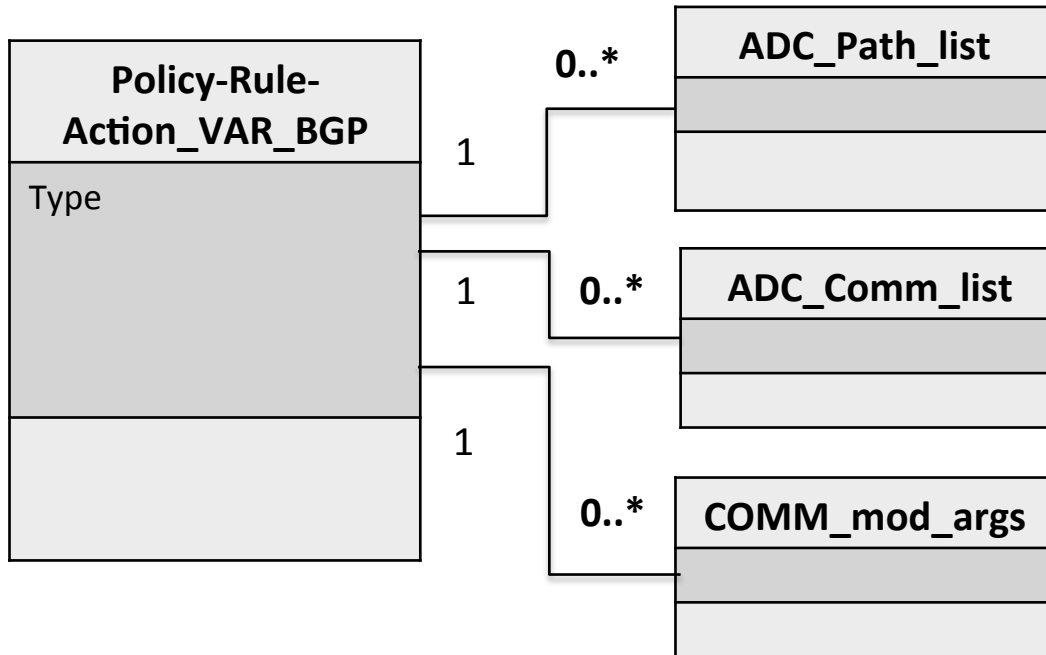 Policy-Rule-
Action_VAR_BGP
Type
1
0..*
ADC_Path_list
1
0..*
ADC_Comm_list
1
0..*
COMM_mod_args